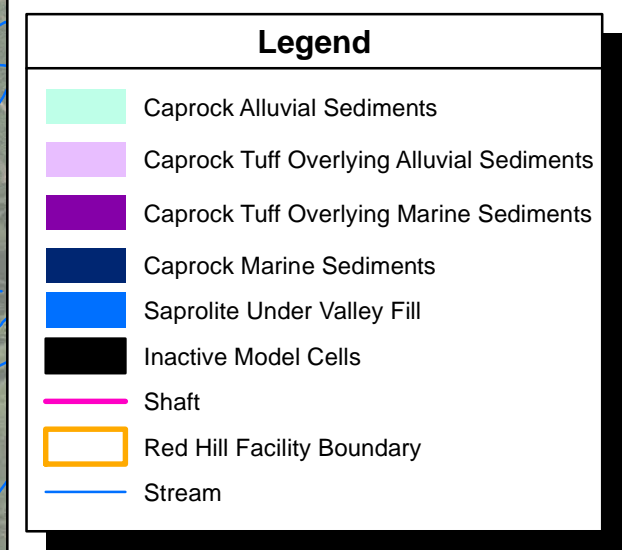 Legend
Caprock Alluvial Sediments
Caprock Tuff Overlying Alluvial Sediments
Caprock Tuff Overlying Marine Sediments
Caprock Marine Sediments
Saprolite Under Valley Fill
Inactive Model Cells
Shaft
Red Hill Facility Boundary
Stream